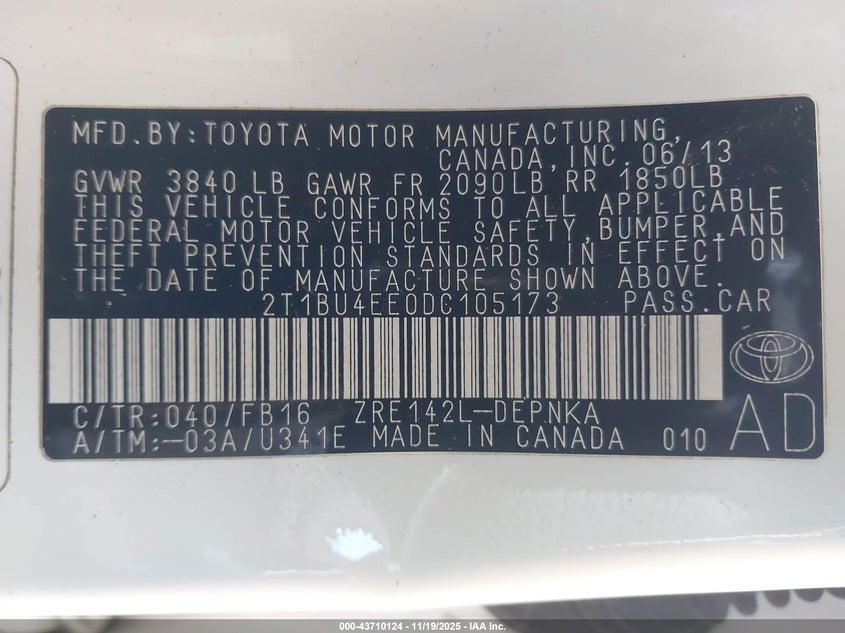 MFD.BY:TOYOTA MOTOR MANUFACTURING,
CANADA,INC. 06/13
GVWR 3840 LB GAWR FR 2090LB RR 1850LB
THIS VEHICLE CONFORMS TO ALL APPLICABLE
FEDERAL MOTOR VEHICLE SAFETY,BUMPER,AND
THEFT PREVENTION STANDARDS IN EFFECT ON
THE DATE OF MANUFACTURE SHOWN ABOVE.
2T1BU4EE0DC105173 PASS.CAR
C/TR:040/FB16 ZRE142L-DEPNKA
A/TM:-03A/U341E MADE IN CANADA 010 AD
000-43710124 | 11/19/2025 | IAA Inc.